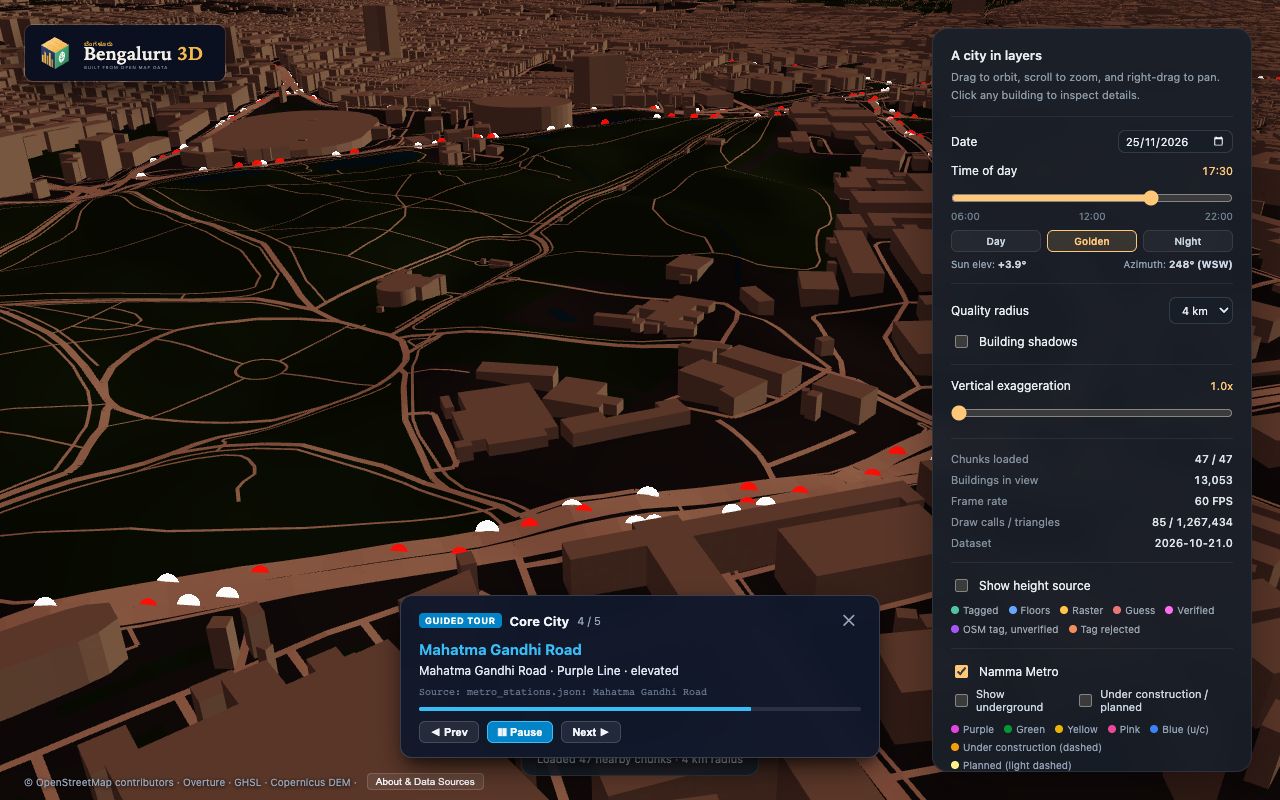 Bengaluru 3D
BUILT FROM OPEN MAP DATA
A city in layers
Drag to orbit, scroll to zoom, and right-drag to pan.
Click any building to inspect details.
Date
25/11/2026
Time of day
17:30
06:00
12:00
22:00
Day
Golden
Night
Sun elev: +3.9°
Azimuth: 248° (WSW)
Quality radius
4 km
Building shadows
Vertical exaggeration
1.0x
Chunks loaded
47 / 47
Buildings in view
13,053
Frame rate
60 FPS
Draw calls / triangles
85 / 1,267,434
Dataset
2026-10-21.0
Show height source
Tagged
Floors
Raster
Guess
Verified
OSM tag, unverified
Tag rejected
Namma Metro
Show
underground
Under construction /
planned
Purple
Green
Yellow
Pink
Blue (u/c)
Under construction (dashed)
Planned (light dashed)
GUIDED TOUR
Core City
4 / 5
Mahatma Gandhi Road
Mahatma Gandhi Road · Purple Line · elevated
Source: metro_stations.json: Mahatma Gandhi Road
◀ Prev
Pause
Next ▶
Loaded 47 nearby chunks · 4 km radius
© OpenStreetMap contributors · Overture · GHSL · Copernicus DEM ·
About & Data Sources